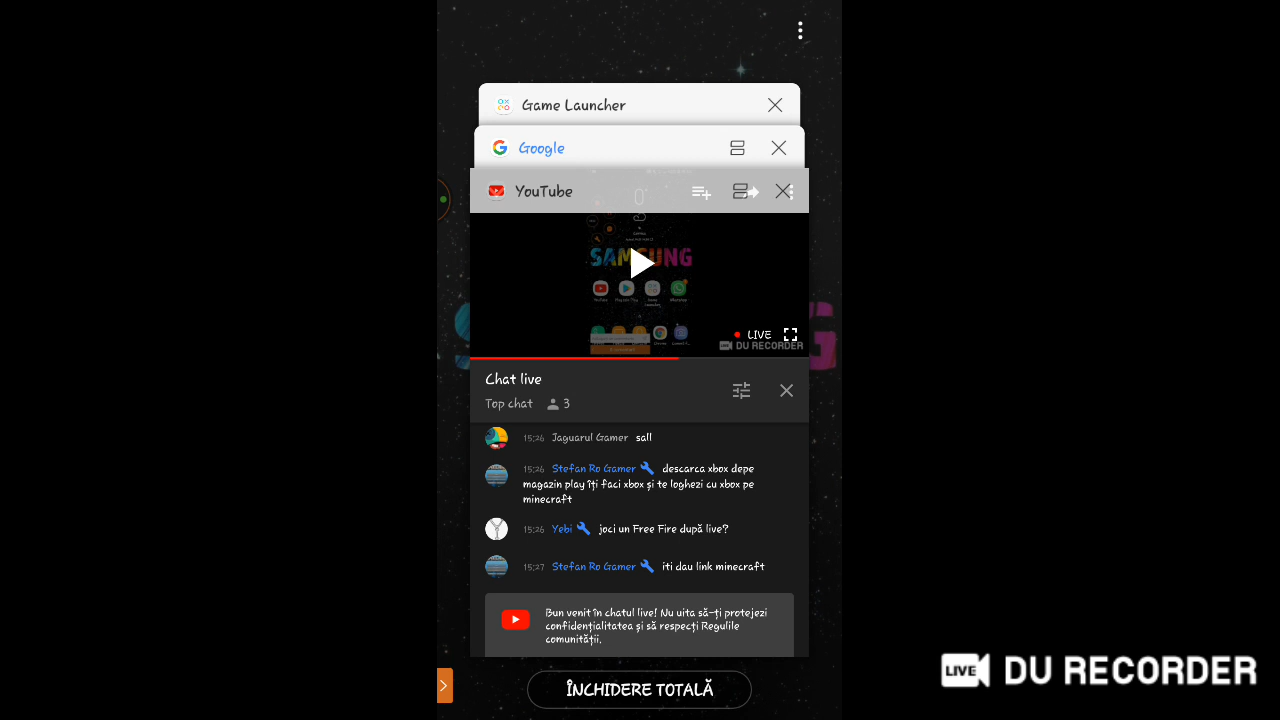 Game Launcher
Google
YouTube
SAMSUNG
LIVE
DU RECORDER
Chat live
Top chat 3
15:26 Jaguarul Gamer sall
15:26 Stefan Ro Gamer descarca xbox depe
magazin play îți faci xbox și te loghezi cu xbox pe
minecraft
15:26 Yebi joci un Free Fire după live?
15:27 Stefan Ro Gamer iti dau link minecraft
Bun venit în chatul live! Nu uita să-ți protejezi
confidențialitatea și să respecți Regulile
comunității.
ÎNCHIDERE TOTALĂ
LIVE DU RECORDER